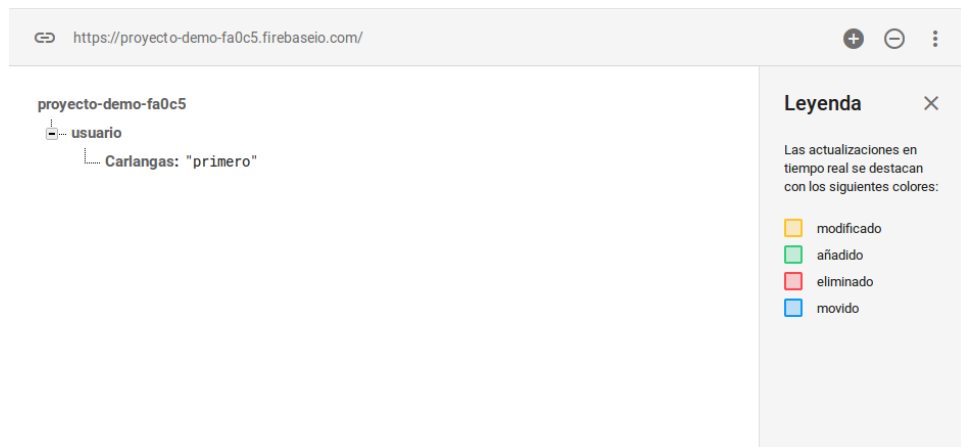 https://proyecto-demo-fa0c5.firebaseio.com/
proyecto-demo-fa0c5
usuario
Carlangas: "primero"
Leyenda
Las actualizaciones en
tiempo real se destacan
con los siguientes colores:
modificado
añadido
eliminado
movido